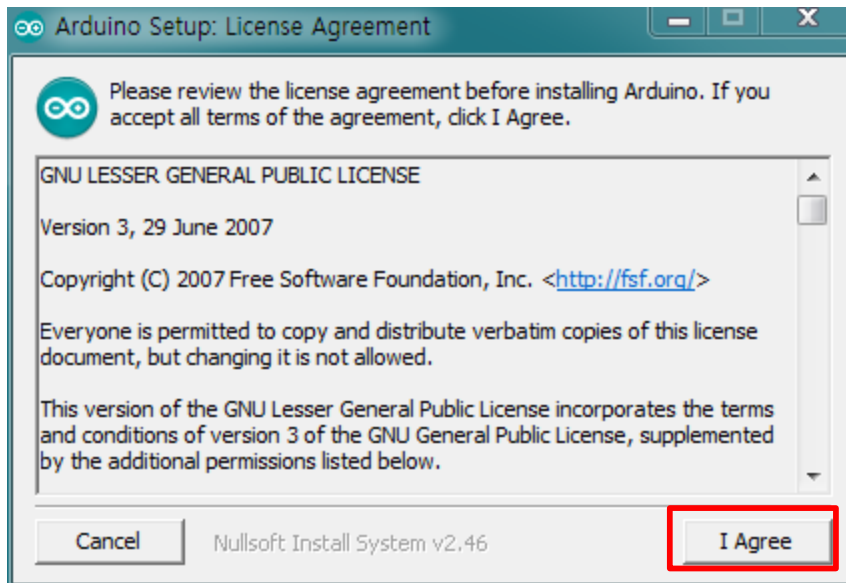 Arduino Setup: License Agreement
Please review the license agreement before installing Arduino. If you
accept all terms of the agreement, click I Agree.
GNU LESSER GENERAL PUBLIC LICENSE
Version 3, 29 June 2007
Copyright (C) 2007 Free Software Foundation, Inc. <http://fsf.org/>
Everyone is permitted to copy and distribute verbatim copies of this license
document, but changing it is not allowed.
This version of the GNU Lesser General Public License incorporates the terms
and conditions of version 3 of the GNU General Public License, supplemented
by the additional permissions listed below.
Cancel
Nullsoft Install System v2.46
I Agree